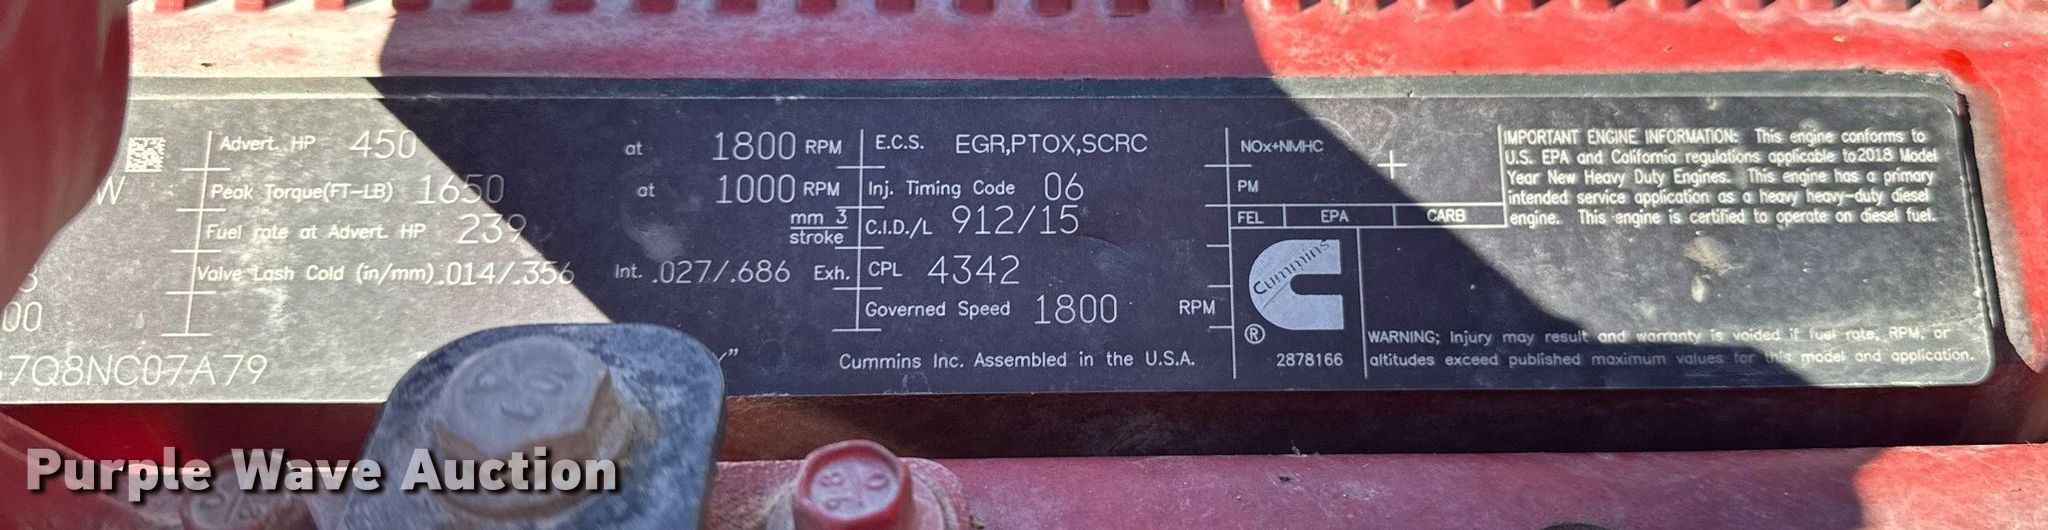 Advert. HP 450 at 1800 RPM
W Peak Torque(FT-LB) 1650 at 1000 RPM
Fuel rate at Advert. HP 239 mm 3
stroke
Valve Lash Cold (in/mm) .014/.356 Int. .027/.686 Exh.
00
7Q8NC07A79
E.C.S. EGR,PTOX,SCRC
Inj. Timing Code 06
C.I.D./L 912/15
CPL 4342
Governed Speed 1800 RPM
Cummins Inc. Assembled in the U.S.A.
NOx+NMHC
PM
FEL EPA CARB
Cummins
®
2878166
IMPORTANT ENGINE INFORMATION: This engine conforms to
U.S. EPA and California regulations applicable to 2018 Model
Year New Heavy Duty Engines. This engine has a primary
intended service application as a heavy heavy-duty diesel
engine. This engine is certified to operate on diesel fuel.
WARNING: Injury may result and warranty is voided if fuel rate, RPM, or
altitudes exceed published maximum values for this model and application.
Purple Wave Auction